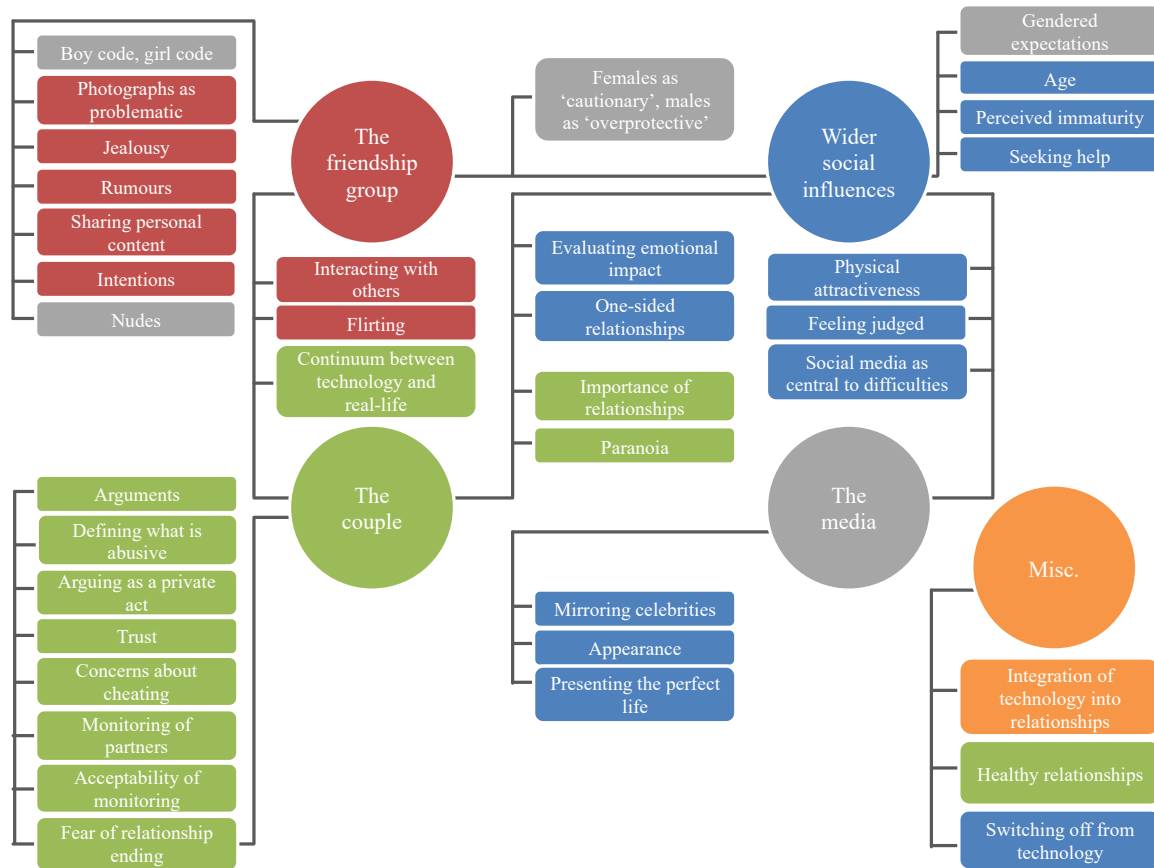 Boy code, girl code
Photographs as
problematic
Jealousy
Rumours
Sharing personal
content
Intentions
Nudes
The
friendship
group
Females as
‘cautionary’, males
as ‘overprotective’
Wider
social
influences
Gendered
expectations
Age
Perceived immaturity
Seeking help
Interacting with
others
Flirting
Continuum between
technology and
real-life
Evaluating emotional
impact
One-sided
relationships
Importance of
relationships
Paranoia
Physical
attractiveness
Feeling judged
Social media as
central to difficulties
The
couple
The
media
Misc.
Arguments
Defining what is
abusive
Arguing as a private
act
Trust
Concerns about
cheating
Monitoring of
partners
Acceptability of
monitoring
Fear of relationship
ending
Mirroring celebrities
Appearance
Presenting the perfect
life
Integration of
technology into
relationships
Healthy relationships
Switching off from
technology